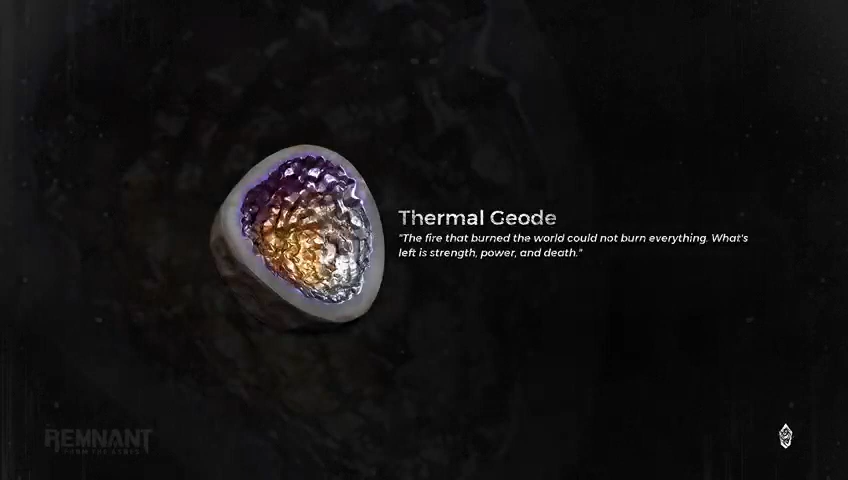 Thermal Geode
"The fire that burned the world could not burn everything. What's
left is strength, power, and death."
REMNANT
FROM THE ASHES